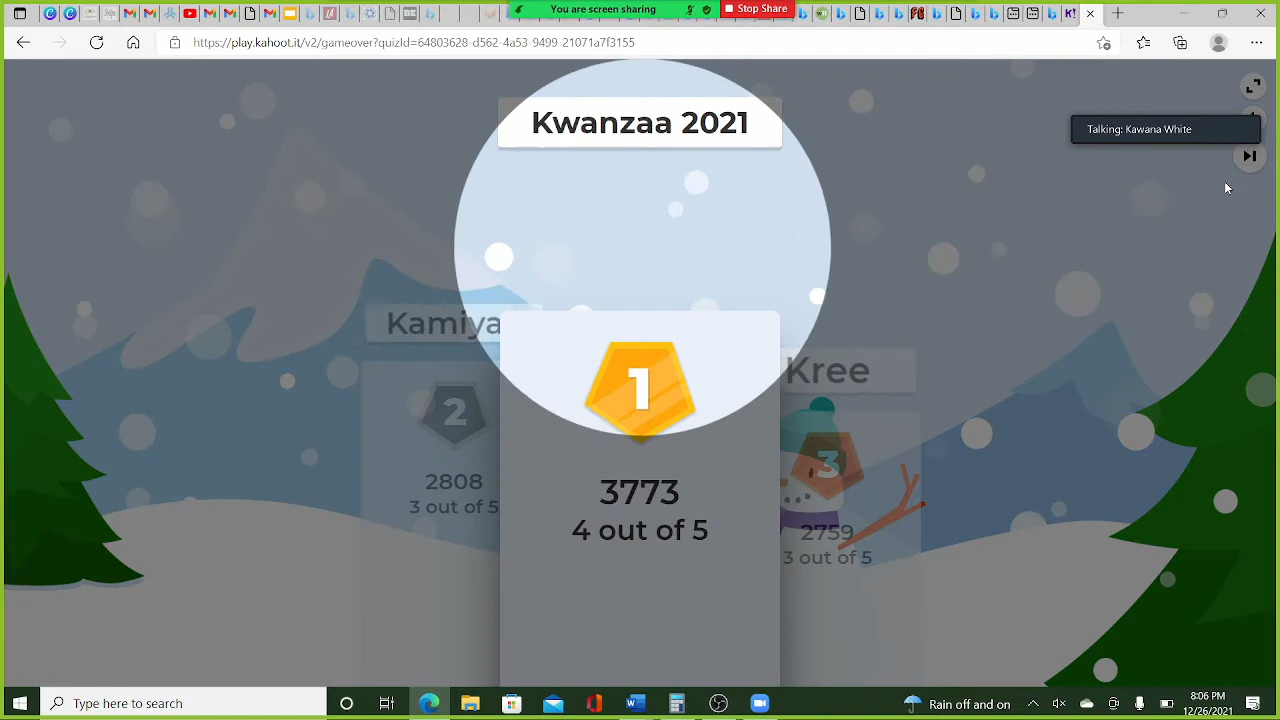 You are screen sharing
Stop Share
https://play.kahoot.it/v2/gameover?quizId=64803628-d562-4a53-9499-21071a7f3155
Kwanzaa 2021
Talking: Kawana White
Kamiya
1
Kree
2
3
2808
3 out of 5
3773
4 out of 5
2759
3 out of 5
Type here to search
Rain off and on
8:06 PM
12/26/2021